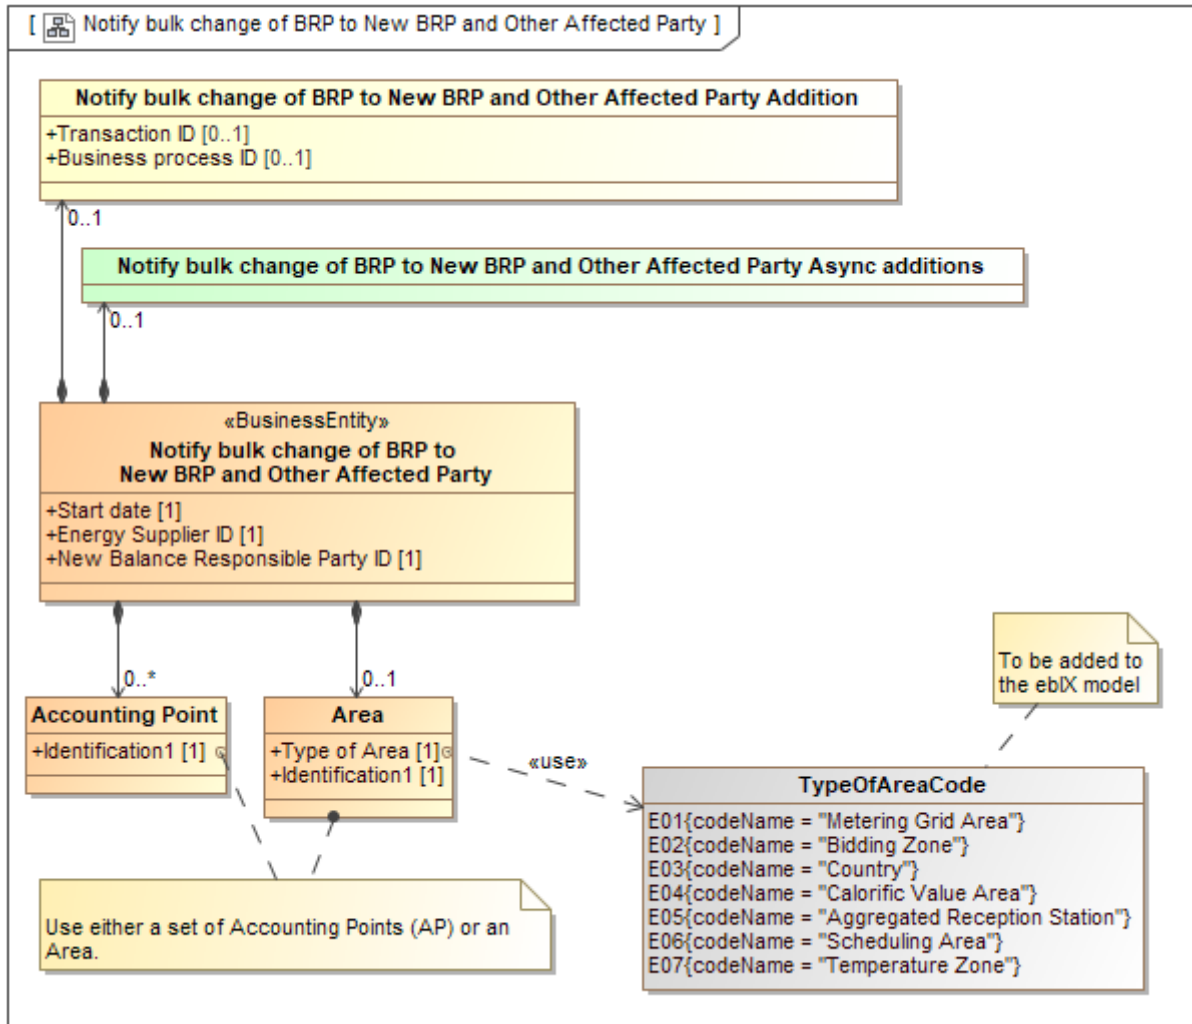 [ Notify bulk change of BRP to New BRP and Other Affected Party ]
Notify bulk change of BRP to New BRP and Other Affected Party Addition
+Transaction ID [0..1]
+Business process ID [0..1]
0..1
Notify bulk change of BRP to New BRP and Other Affected Party Async additions
0..1
«BusinessEntity»
Notify bulk change of BRP to
New BRP and Other Affected Party
+Start date [1]
+Energy Supplier ID [1]
+New Balance Responsible Party ID [1]
0..*
0..1
To be added to
the ebIX model
Accounting Point
+Identification1 [1]
Area
+Type of Area [1]
+Identification1 [1]
«use»
TypeOfAreaCode
E01{codeName = "Metering Grid Area"}
E02{codeName = "Bidding Zone"}
E03{codeName = "Country"}
E04{codeName = "Calorific Value Area"}
E05{codeName = "Aggregated Reception Station"}
E06{codeName = "Scheduling Area"}
E07{codeName = "Temperature Zone"}
Use either a set of Accounting Points (AP) or an
Area.